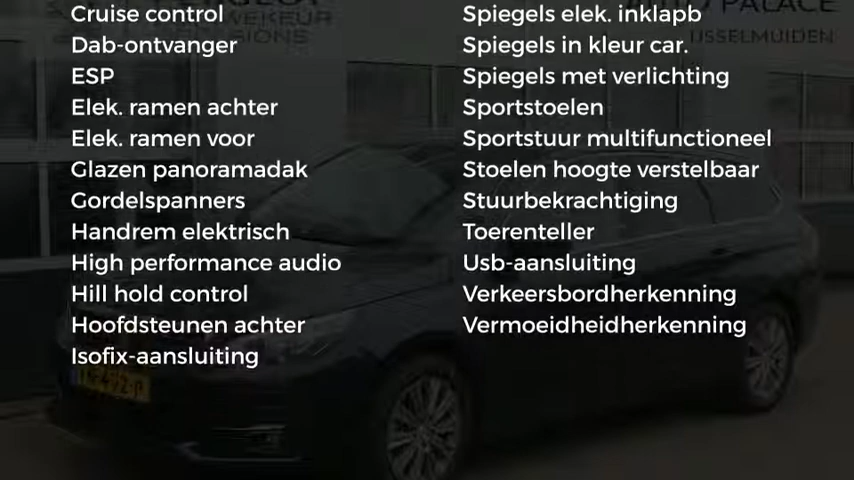 Cruise control
Dab-ontvanger
ESP
Elek. ramen achter
Elek. ramen voor
Glazen panoramadak
Gordelspanners
Handrem elektrisch
High performance audio
Hill hold control
Hoofdsteunen achter
Isofix-aansluiting
Spiegels elek. inklapb
Spiegels in kleur car.
Spiegels met verlichting
Sportstoelen
Sportstuur multifunctioneel
Stoelen hoogte verstelbaar
Stuurbekrachtiging
Toerenteller
Usb-aansluiting
Verkeersbordherkenning
Vermoeidheidherkenning
PALACE
IJSSELMUIDEN